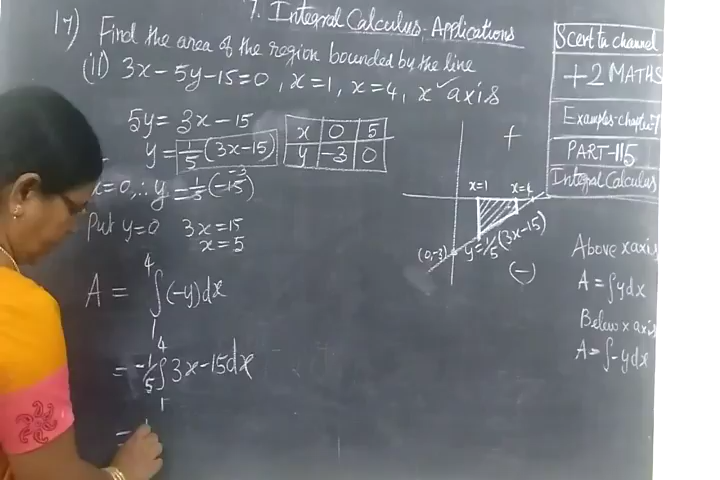 7. Integral Calculus. Applications
17) Find the area of the region bounded by the line
(ii) 3x - 5y - 15 = 0, x = 1, x = 4, x axis
5y = 3x - 15
y = 1/5 (3x - 15)
x 0 5
y -3 0
x = 0, ∴ y = 1/5 (-15) -3
Put y = 0 3x = 15
x = 5
A = ∫₁⁴ (-y) dx
= -1/5 ∫₁⁴ 3x - 15 dx
=
+
x = 1 x = 4
(0, -3) y = 1/5 (3x - 15)
(-)
Scert tn channel
+2 MATHS
Examples-chapter-7
PART-115
Integral Calculus
Above x axis
A = ∫y dx
Below x axis
A = ∫-y dx